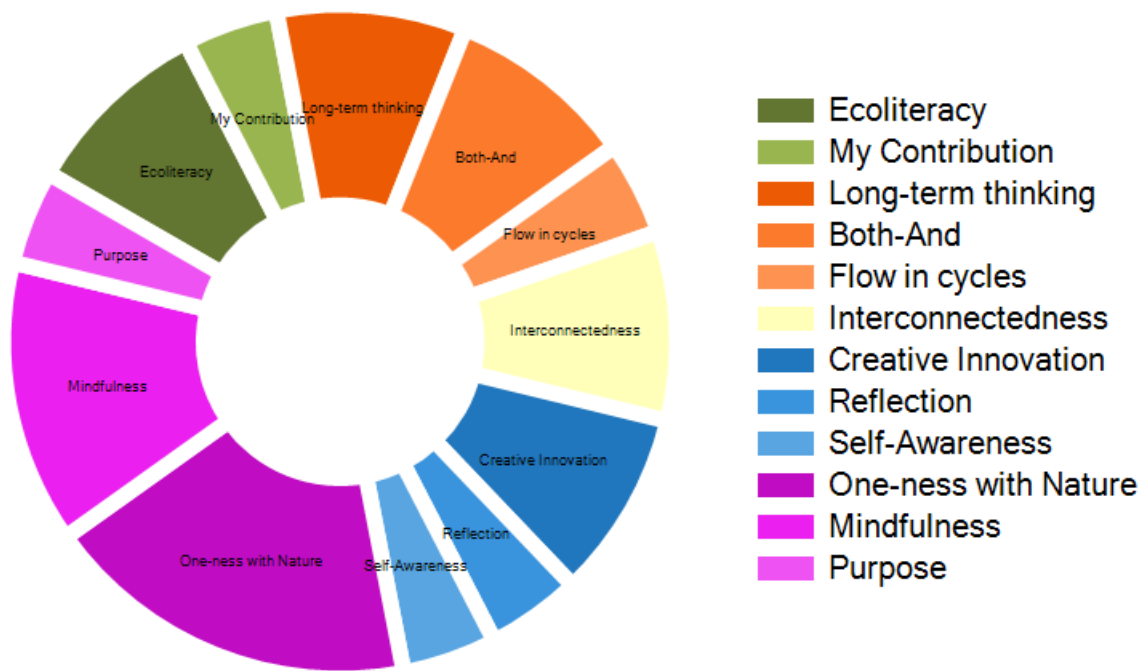 My Contribution
Long-term thinking
Both-And
Ecoliteracy
Flow in cycles
Purpose
Interconnectedness
Mindfulness
Creative Innovation
Reflection
One-ness with Nature
Self-Awareness
Ecoliteracy
My Contribution
Long-term thinking
Both-And
Flow in cycles
Interconnectedness
Creative Innovation
Reflection
Self-Awareness
One-ness with Nature
Mindfulness
Purpose